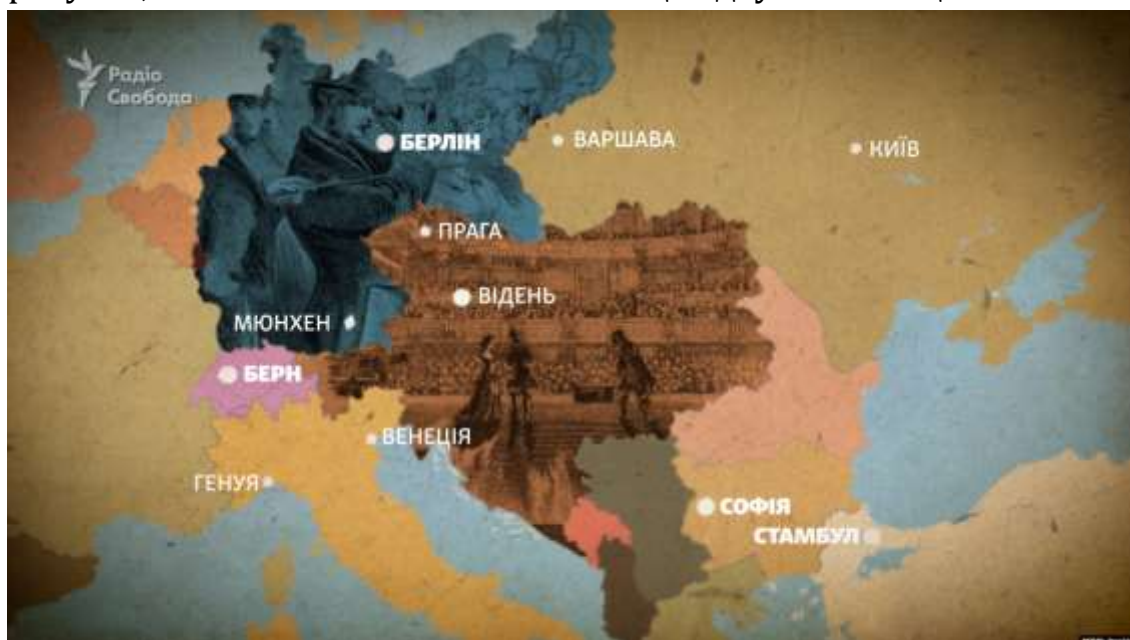 Радіо
Свобода
БЕРЛІН
ВАРШАВА
КИЇВ
ПРАГА
ВІДЕНЬ
МЮНХЕН
БЕРН
ВЕНЕЦІЯ
ГЕНУЯ
СОФІЯ
СТАМБУЛ